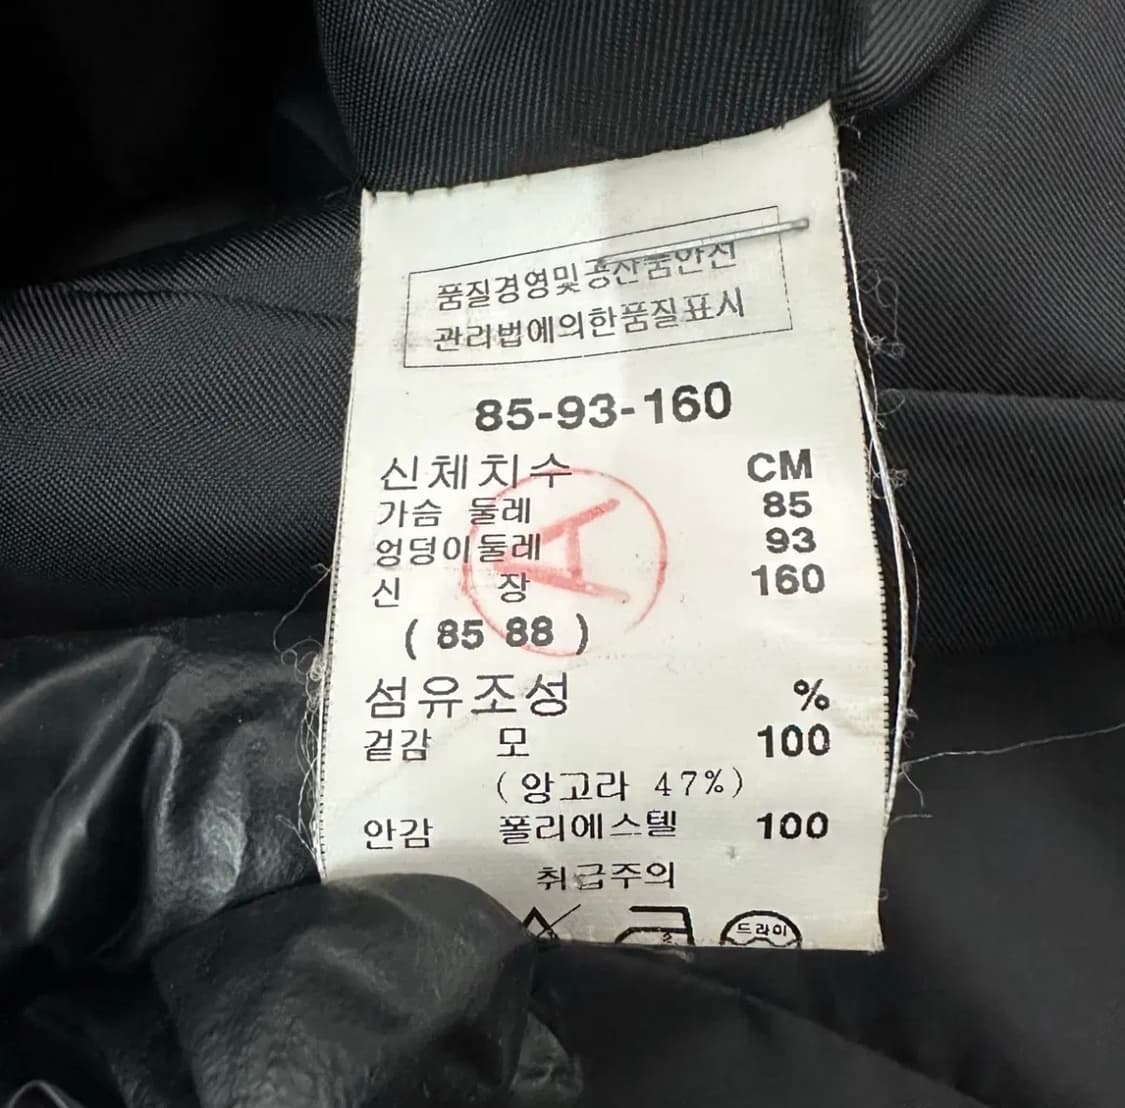 품질경영및공산품안전
관리법에의한품질표시
85-93-160
신체치수 CM
가슴 둘레 85
엉덩이둘레 93
신 장 160
( 85 88 )
A
섬유조성 %
겉감 모 100
(앙고라 47%)
안감 폴리에스텔 100
취급주의
드라이